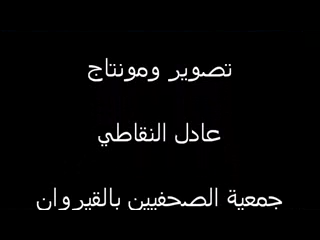 تصوير ومونتاج
عادل النقاطي
جمعية الصحفيين بالقيروان